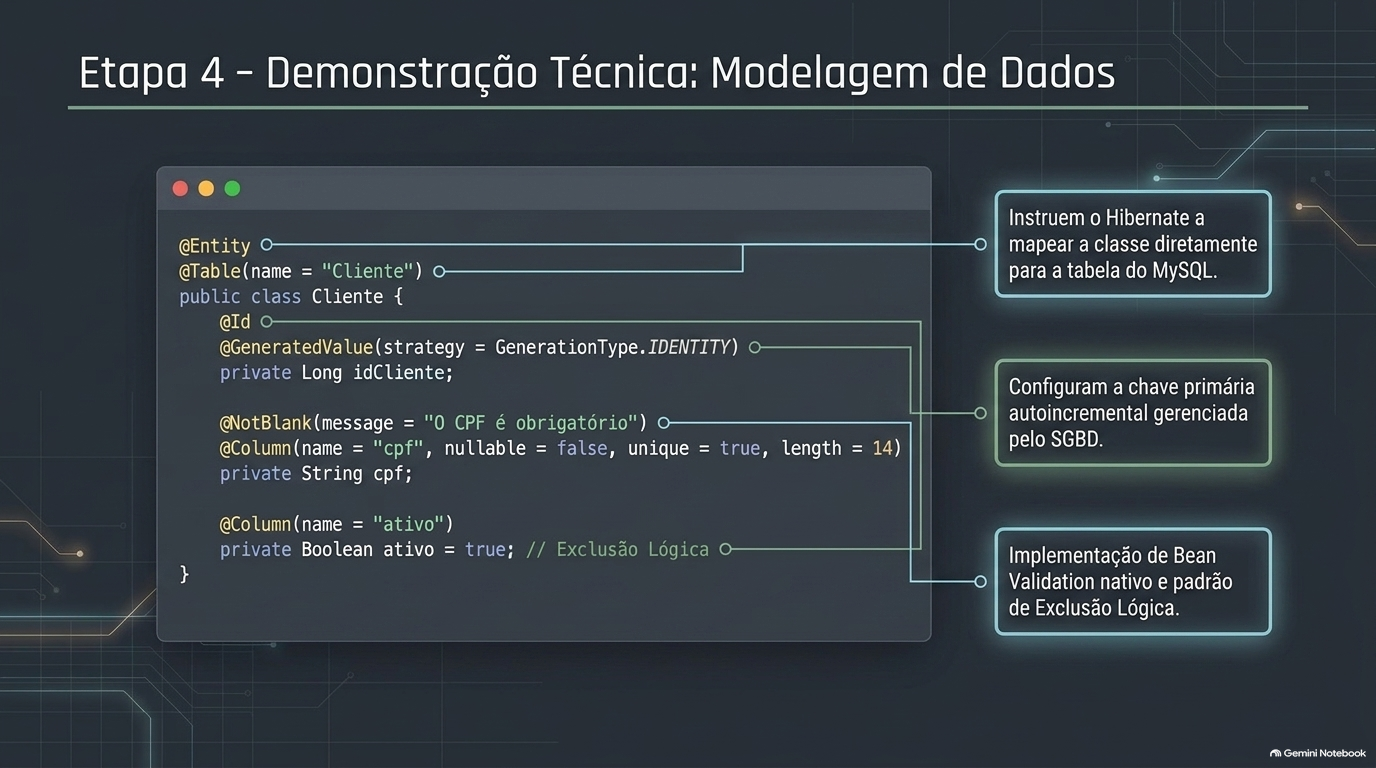 Etapa 4 – Demonstração Técnica: Modelagem de Dados
@Entity
@Table(name = "Cliente")
public class Cliente {
@Id
@GeneratedValue(strategy = GenerationType.IDENTITY)
private Long idCliente;
@NotBlank(message = "O CPF é obrigatório")
@Column(name = "cpf", nullable = false, unique = true, length = 14)
private String cpf;
@Column(name = "ativo")
private Boolean ativo = true; // Exclusão Lógica
}
Instruem o Hibernate a
mapear a classe diretamente
para a tabela do MySQL.
Configuram a chave primária
autoincremental gerenciada
pelo SGBD.
Implementação de Bean
Validation nativo e padrão
de Exclusão Lógica.
Gemini Notebook